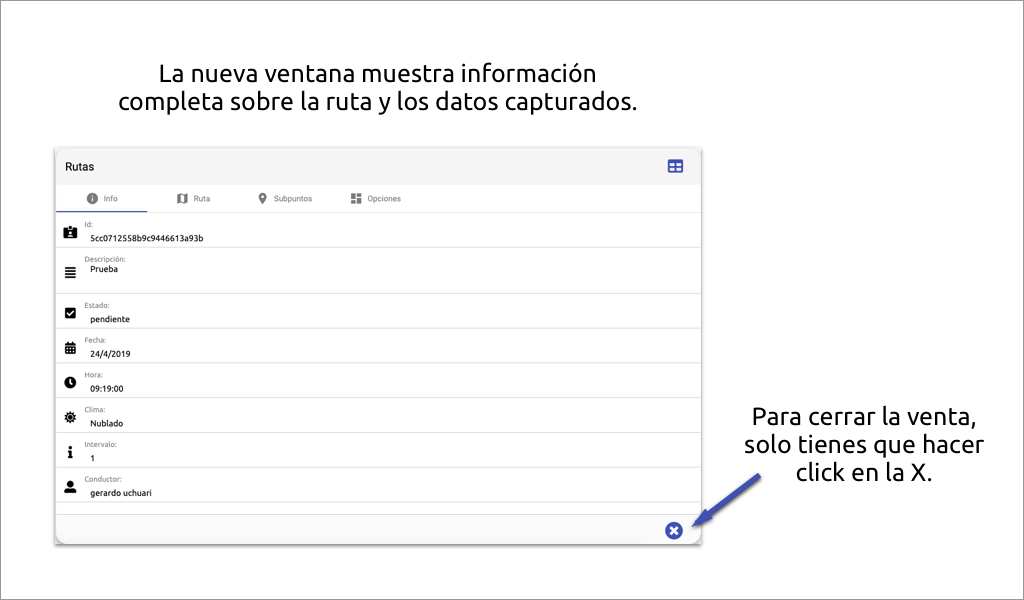 La nueva ventana muestra información
completa sobre la ruta y los datos capturados.
Rutas
Info
Ruta
Subpuntos
Opciones
Id:
5cc0712558b9c9446613a93b
Descripción:
Prueba
Estado:
pendiente
Fecha:
24/4/2019
Hora:
09:19:00
Clima:
Nublado
Intervalo:
1
Conductor:
gerardo uchuari
Para cerrar la venta,
solo tienes que hacer
click en la X.